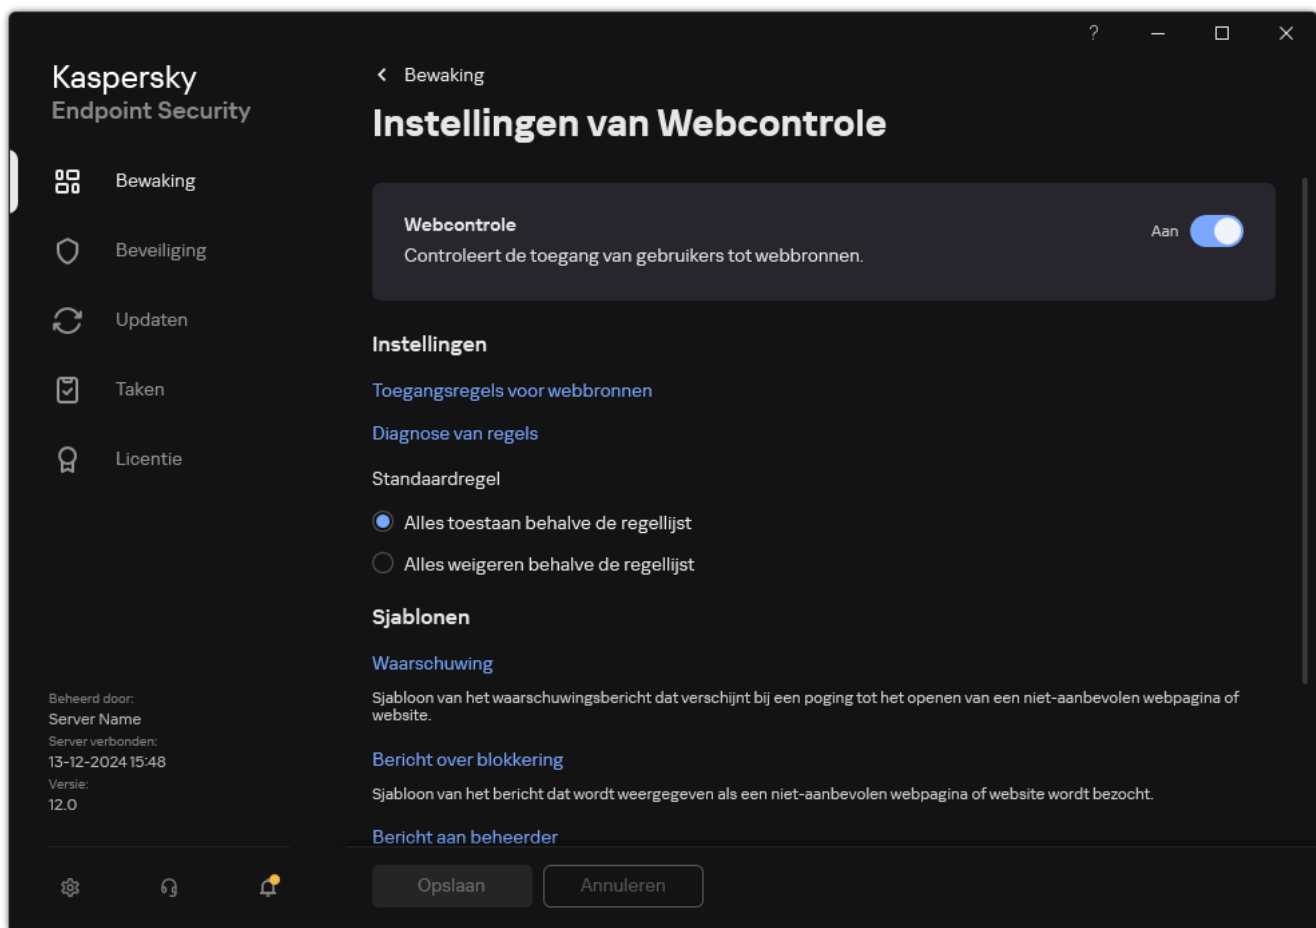 ?
Kaspersky
Endpoint Security
Bewaking
Beveiliging
Updaten
Taken
Licentie
Beheerd door:
Server Name
Server verbonden:
13-12-2024 15:48
Versie:
12.0
Bewaking
Instellingen van Webcontrole
Webcontrole
Controleert de toegang van gebruikers tot webbronnen.
Aan
Instellingen
Toegangsregels voor webbronnen
Diagnose van regels
Standaardregel
Alles toestaan behalve de regellijst
Alles weigeren behalve de regellijst
Sjablonen
Waarschuwing
Sjabloon van het waarschuwingsbericht dat verschijnt bij een poging tot het openen van een niet-aanbevolen webpagina of
website.
Bericht over blokkering
Sjabloon van het bericht dat wordt weergegeven als een niet-aanbevolen webpagina of website wordt bezocht.
Bericht aan beheerder
Opslaan
Annuleren